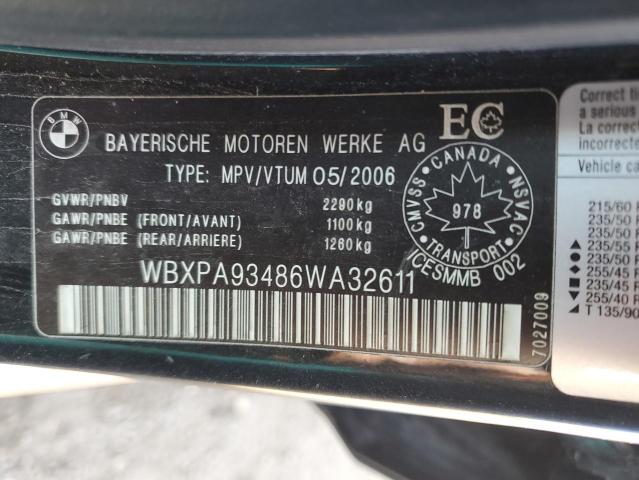 BMW
BAYERISCHE MOTOREN WERKE AG
EC
TYPE: MPV/VTUM 05/2006
GVWR/PNBV 2290kg
GAWR/PNBE (FRONT/AVANT) 1100kg
GAWR/PNBE (REAR/ARRIERE) 1260kg
CMVSS CANADA NSVAC
978
TRANSPORT
ICESMMB 002
WBXPA93486WA32611
7027009
Correct ti
a serious
La correc
Vehicle ca
215/60
235/50
235/50
235/55
235/50
255/45
235/45
255/40
T 135/90